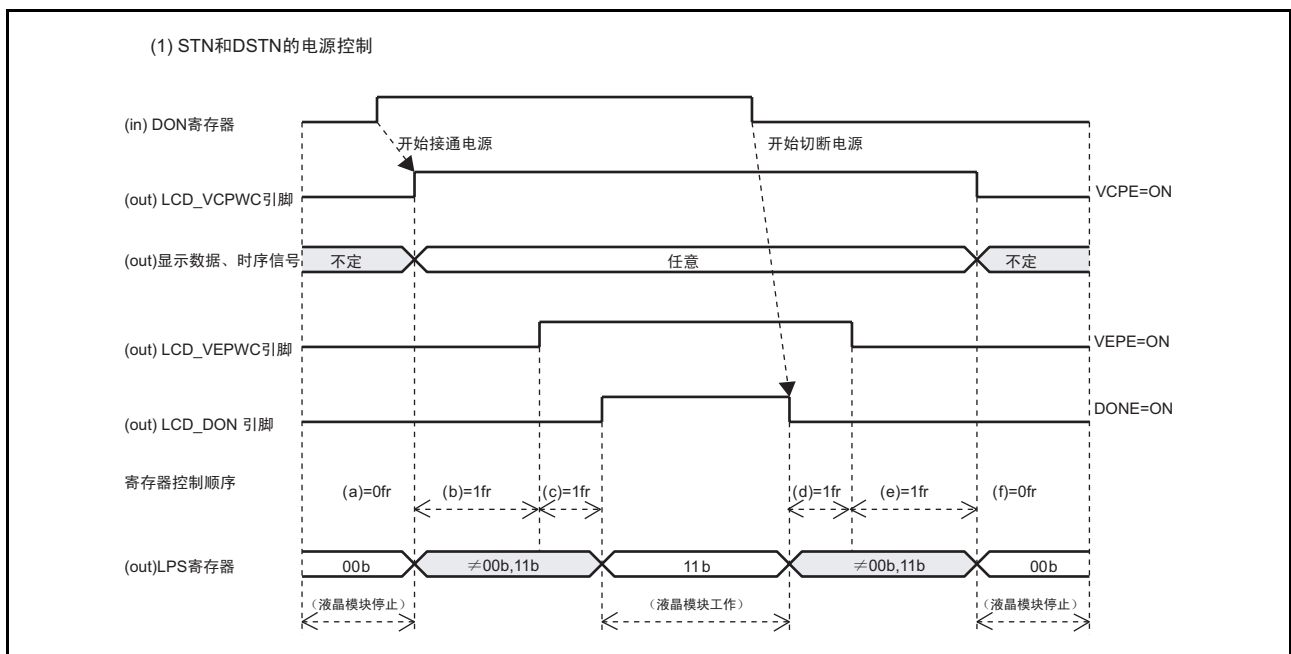 (1) STN和DSTN的电源控制
(in) DON寄存器
开始接通电源
开始切断电源
(out) LCD_VCPWC引脚
VCPE=ON
(out)显示数据、时序信号
不定
任意
不定
(out) LCD_VEPWC引脚
VEPE=ON
(out) LCD_DON 引脚
DONE=ON
寄存器控制顺序
(a)=0fr
(b)=1fr
(c)=1fr
(d)=1fr
(e)=1fr
(f)=0fr
(out)LPS寄存器
00b
≠00b,11b
11b
≠00b,11b
00b
（液晶模块停止）
（液晶模块工作）
（液晶模块停止）